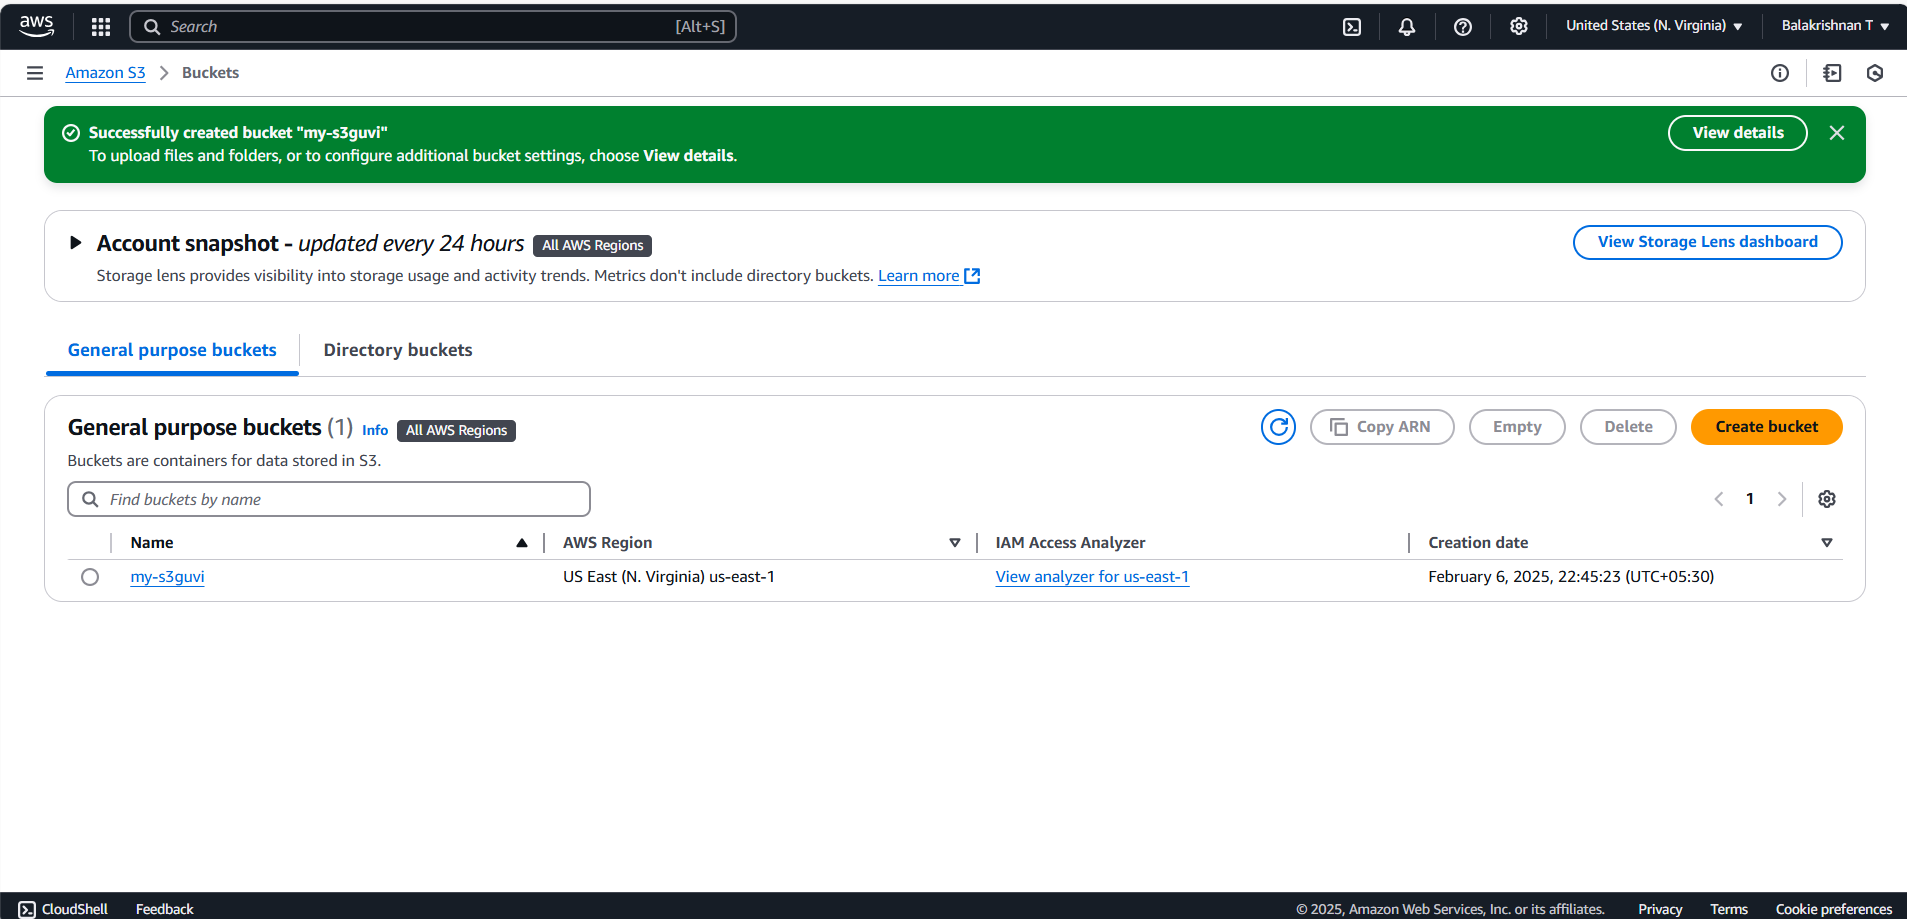 aws Search [Alt+S] United States (N. Virginia) Balakrishnan T
Amazon S3 Buckets
Successfully created bucket "my-s3guvi" View details
To upload files and folders, or to configure additional bucket settings, choose View details.
Account snapshot - updated every 24 hours All AWS Regions View Storage Lens dashboard
Storage lens provides visibility into storage usage and activity trends. Metrics don't include directory buckets. Learn more
General purpose buckets Directory buckets
General purpose buckets (1) Info All AWS Regions Copy ARN Empty Delete Create bucket
Buckets are containers for data stored in S3.
Find buckets by name 1
Name AWS Region IAM Access Analyzer Creation date
my-s3guvi US East (N. Virginia) us-east-1 View analyzer for us-east-1 February 6, 2025, 22:45:23 (UTC+05:30)
CloudShell Feedback © 2025, Amazon Web Services, Inc. or its affiliates. Privacy Terms Cookie preferences